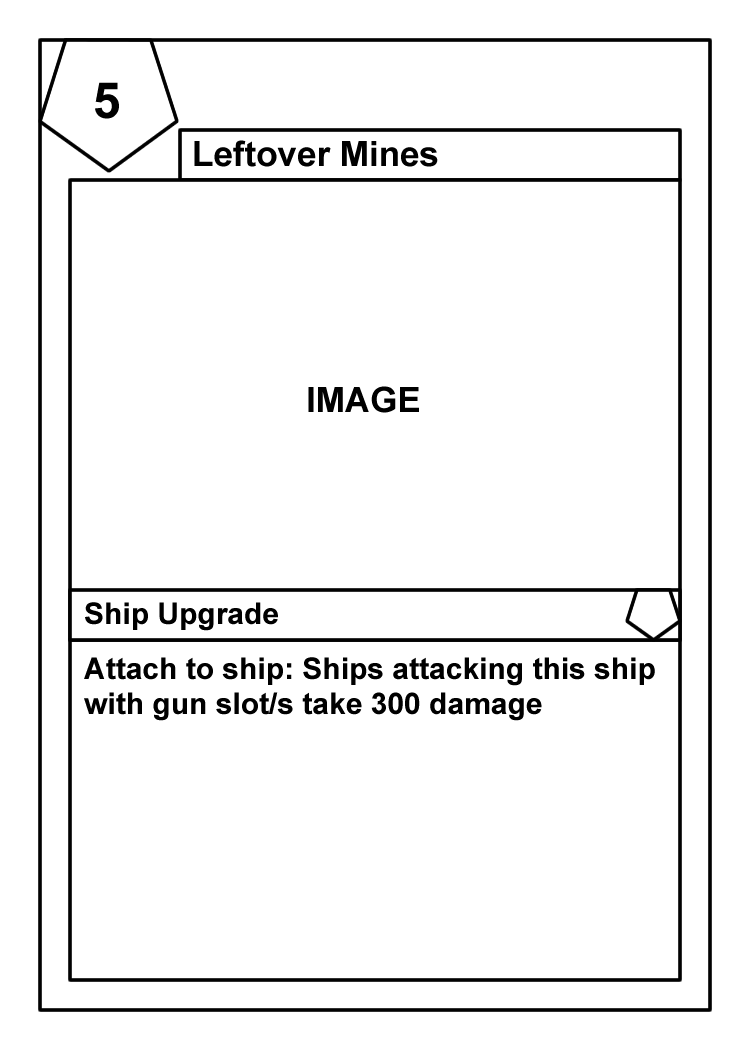 5
Leftover Mines
IMAGE
Ship Upgrade
Attach to ship: Ships attacking this ship
with gun slot/s take 300 damage